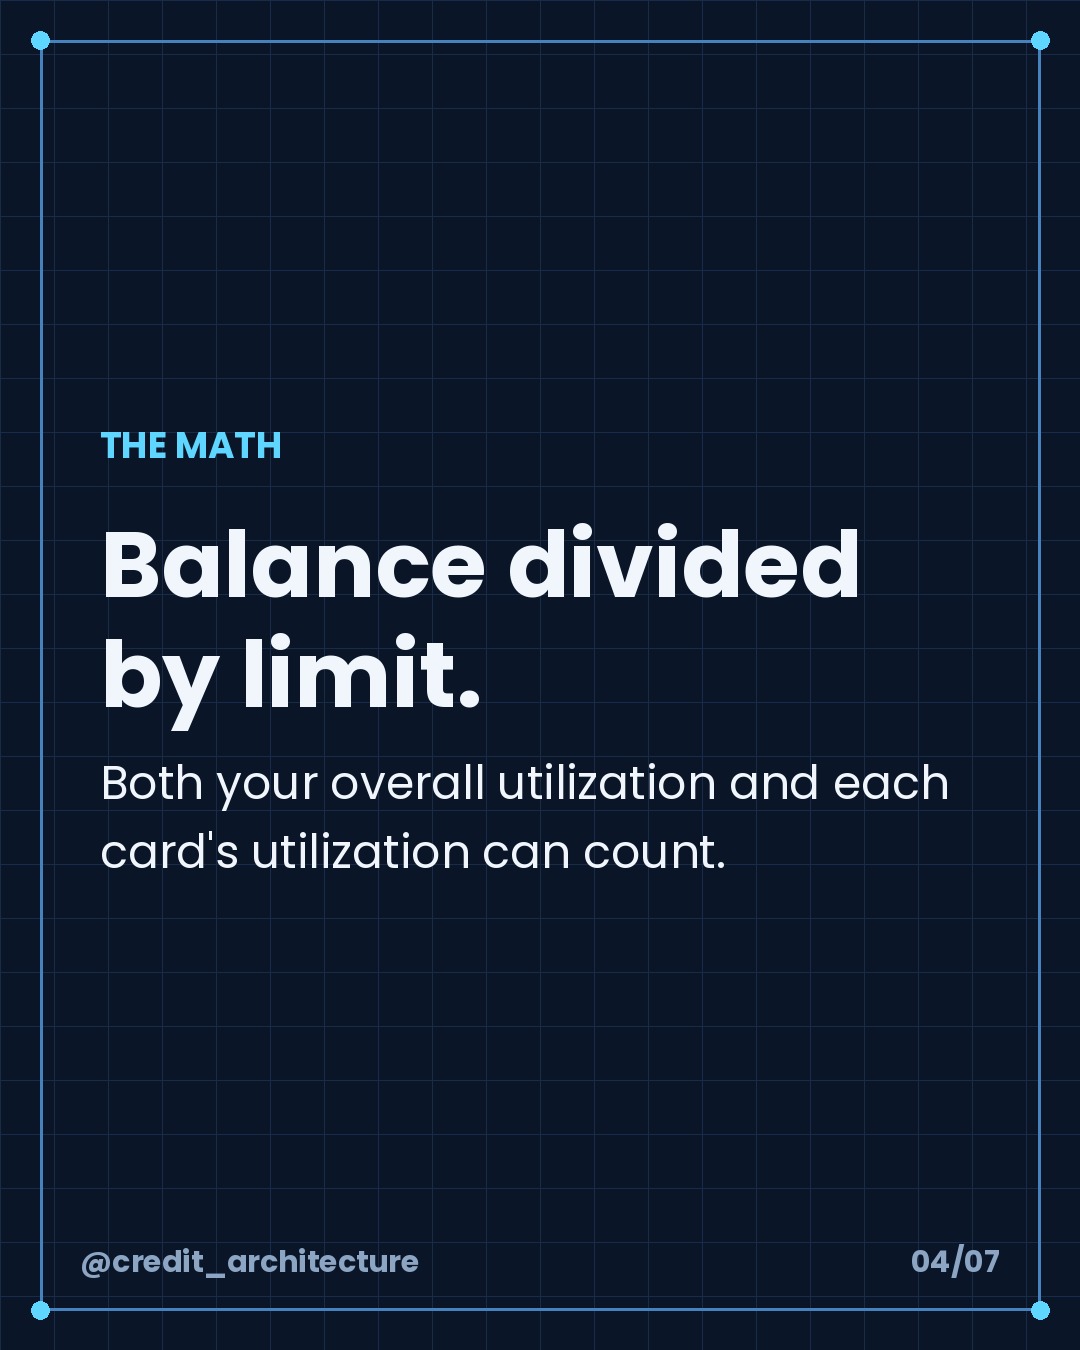 THE MATH
Balance divided
by limit.
Both your overall utilization and each
card's utilization can count.
@credit_architecture
04/07